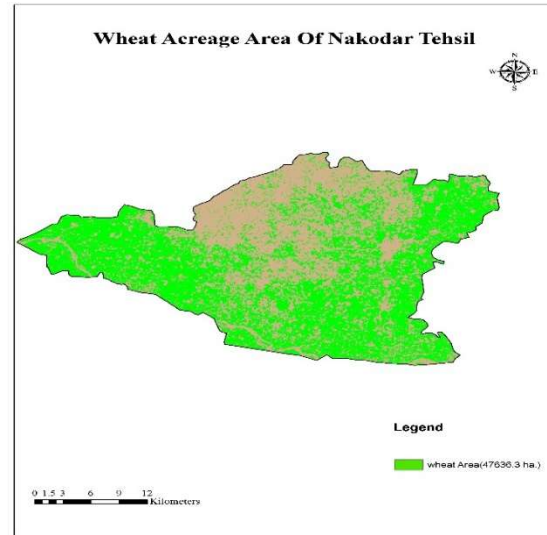 Wheat Acreage Area Of Nakodar Tehsil
N
W E
S
Legend
wheat Area(47636.3 ha.)
0 1.5 3 6 9 12
Kilometers